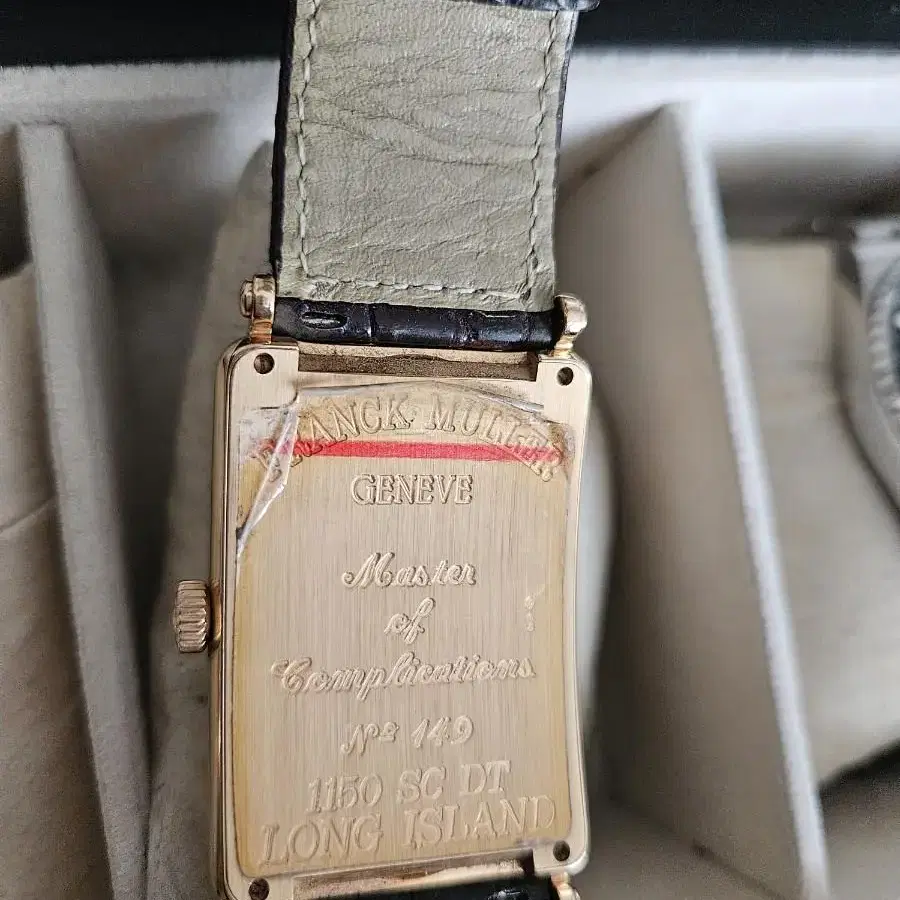 FRANCK MULLER
GENEVE
Master
of
Complications
Nº 149
1150 SC DT
LONG ISLAND